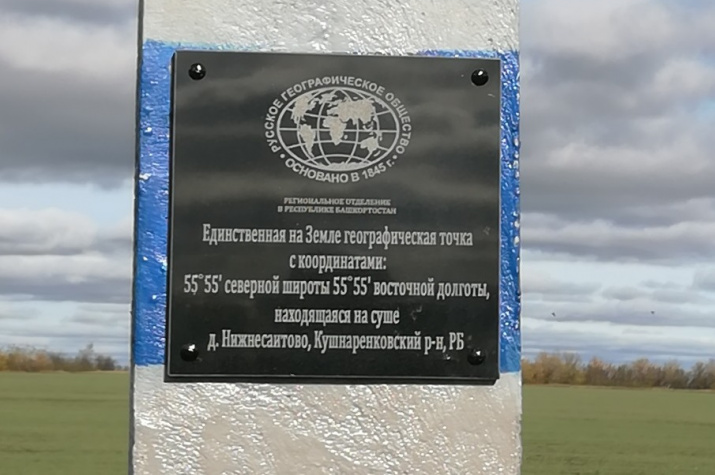 РУССКОЕ ГЕОГРАФИЧЕСКОЕ ОБЩЕСТВО
• ОСНОВАНО В 1845 г. •
РЕГИОНАЛЬНОЕ ОТДЕЛЕНИЕ
В РЕСПУБЛИКЕ БАШКОРТОСТАН
Единственная на Земле географическая точка
с координатами:
55°55' северной широты 55°55' восточной долготы,
находящаяся на суше
д. Нижнесаитово, Кушнаренковский р-н, РБ